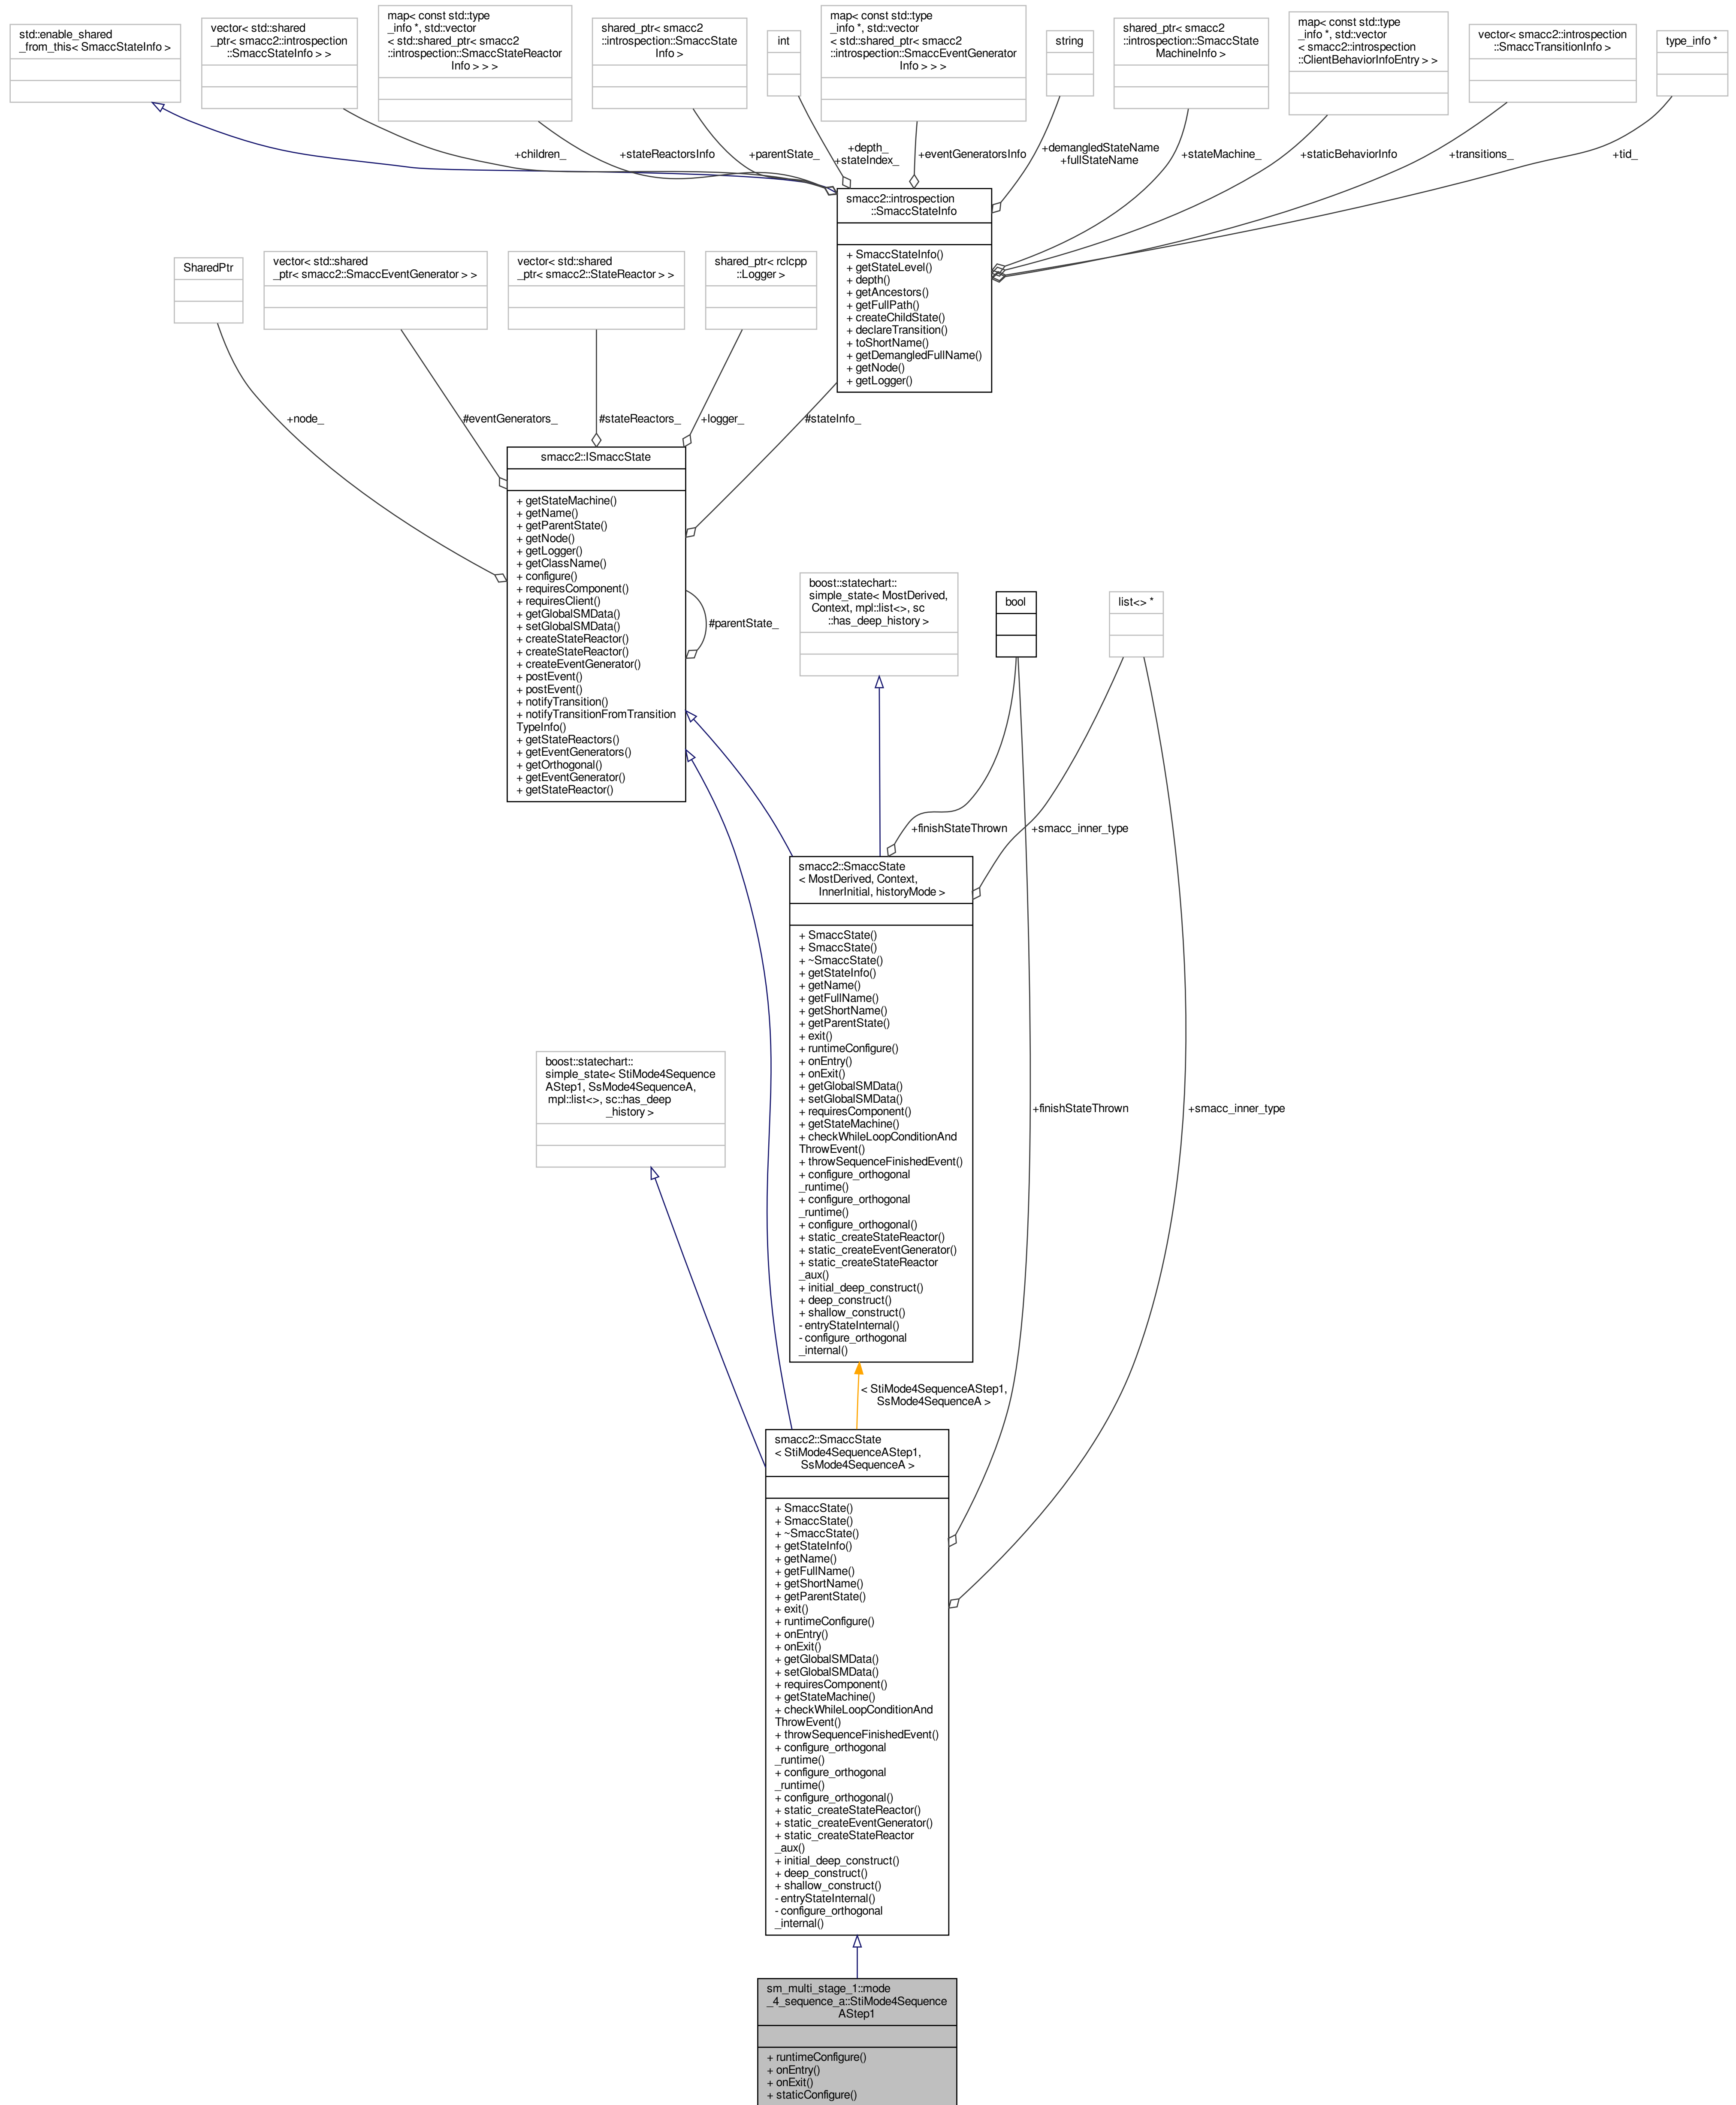 std::enable_shared
_from_this< SmaccStateInfo >
vector< std::shared
_ptr< smacc2::introspection
::SmaccStateInfo > >
map< const std::type
_info *, std::vector
< std::shared_ptr< smacc2
::introspection::SmaccStateReactor
Info > > >
shared_ptr< smacc2
::introspection::SmaccState
Info >
int
map< const std::type
_info *, std::vector
< std::shared_ptr< smacc2
::introspection::SmaccEventGenerator
Info > > >
string
shared_ptr< smacc2
::introspection::SmaccState
MachineInfo >
map< const std::type
_info *, std::vector
< smacc2::introspection
::ClientBehaviorInfoEntry > >
vector< smacc2::introspection
::SmaccTransitionInfo >
type_info *
+children_
+stateReactorsInfo
+parentState_
+depth_
+stateIndex_
+eventGeneratorsInfo
+demangledStateName
+fullStateName
+stateMachine_
+staticBehaviorInfo
+transitions_
+tid_
smacc2::introspection
::SmaccStateInfo
+ SmaccStateInfo()
+ getStateLevel()
+ depth()
+ getAncestors()
+ getFullPath()
+ createChildState()
+ declareTransition()
+ toShortName()
+ getDemangledFullName()
+ getNode()
+ getLogger()
SharedPtr
vector< std::shared
_ptr< smacc2::SmaccEventGenerator > >
vector< std::shared
_ptr< smacc2::StateReactor > >
shared_ptr< rclcpp
::Logger >
+node_
#eventGenerators_
#stateReactors_
+logger_
#stateInfo_
smacc2::ISmaccState
+ getStateMachine()
+ getName()
+ getParentState()
+ getNode()
+ getLogger()
+ getClassName()
+ configure()
+ requiresComponent()
+ requiresClient()
+ getGlobalSMData()
+ setGlobalSMData()
+ createStateReactor()
+ createStateReactor()
+ createEventGenerator()
+ postEvent()
+ postEvent()
+ notifyTransition()
+ notifyTransitionFromTransition
TypeInfo()
+ getStateReactors()
+ getEventGenerators()
+ getOrthogonal()
+ getEventGenerator()
+ getStateReactor()
#parentState_
boost::statechart::
simple_state< MostDerived,
Context, mpl::list<>, sc
::has_deep_history >
bool
list<> *
+finishStateThrown
+smacc_inner_type
smacc2::SmaccState
< MostDerived, Context,
InnerInitial, historyMode >
+ SmaccState()
+ SmaccState()
+ ~SmaccState()
+ getStateInfo()
+ getName()
+ getFullName()
+ getShortName()
+ getParentState()
+ exit()
+ runtimeConfigure()
+ onEntry()
+ onExit()
+ getGlobalSMData()
+ setGlobalSMData()
+ requiresComponent()
+ getStateMachine()
+ checkWhileLoopConditionAnd
ThrowEvent()
+ throwSequenceFinishedEvent()
+ configure_orthogonal
_runtime()
+ configure_orthogonal
_runtime()
+ configure_orthogonal()
+ static_createStateReactor()
+ static_createEventGenerator()
+ static_createStateReactor
_aux()
+ initial_deep_construct()
+ deep_construct()
+ shallow_construct()
- entryStateInternal()
- configure_orthogonal
_internal()
boost::statechart::
simple_state< StiMode4Sequence
AStep1, SsMode4SequenceA,
mpl::list<>, sc::has_deep
_history >
+finishStateThrown
+smacc_inner_type
< StiMode4SequenceAStep1,
SsMode4SequenceA >
smacc2::SmaccState
< StiMode4SequenceAStep1,
SsMode4SequenceA >
+ SmaccState()
+ SmaccState()
+ ~SmaccState()
+ getStateInfo()
+ getName()
+ getFullName()
+ getShortName()
+ getParentState()
+ exit()
+ runtimeConfigure()
+ onEntry()
+ onExit()
+ getGlobalSMData()
+ setGlobalSMData()
+ requiresComponent()
+ getStateMachine()
+ checkWhileLoopConditionAnd
ThrowEvent()
+ throwSequenceFinishedEvent()
+ configure_orthogonal
_runtime()
+ configure_orthogonal
_runtime()
+ configure_orthogonal()
+ static_createStateReactor()
+ static_createEventGenerator()
+ static_createStateReactor
_aux()
+ initial_deep_construct()
+ deep_construct()
+ shallow_construct()
- entryStateInternal()
- configure_orthogonal
_internal()
sm_multi_stage_1::mode
_4_sequence_a::StiMode4Sequence
AStep1
+ runtimeConfigure()
+ onEntry()
+ onExit()
+ staticConfigure()